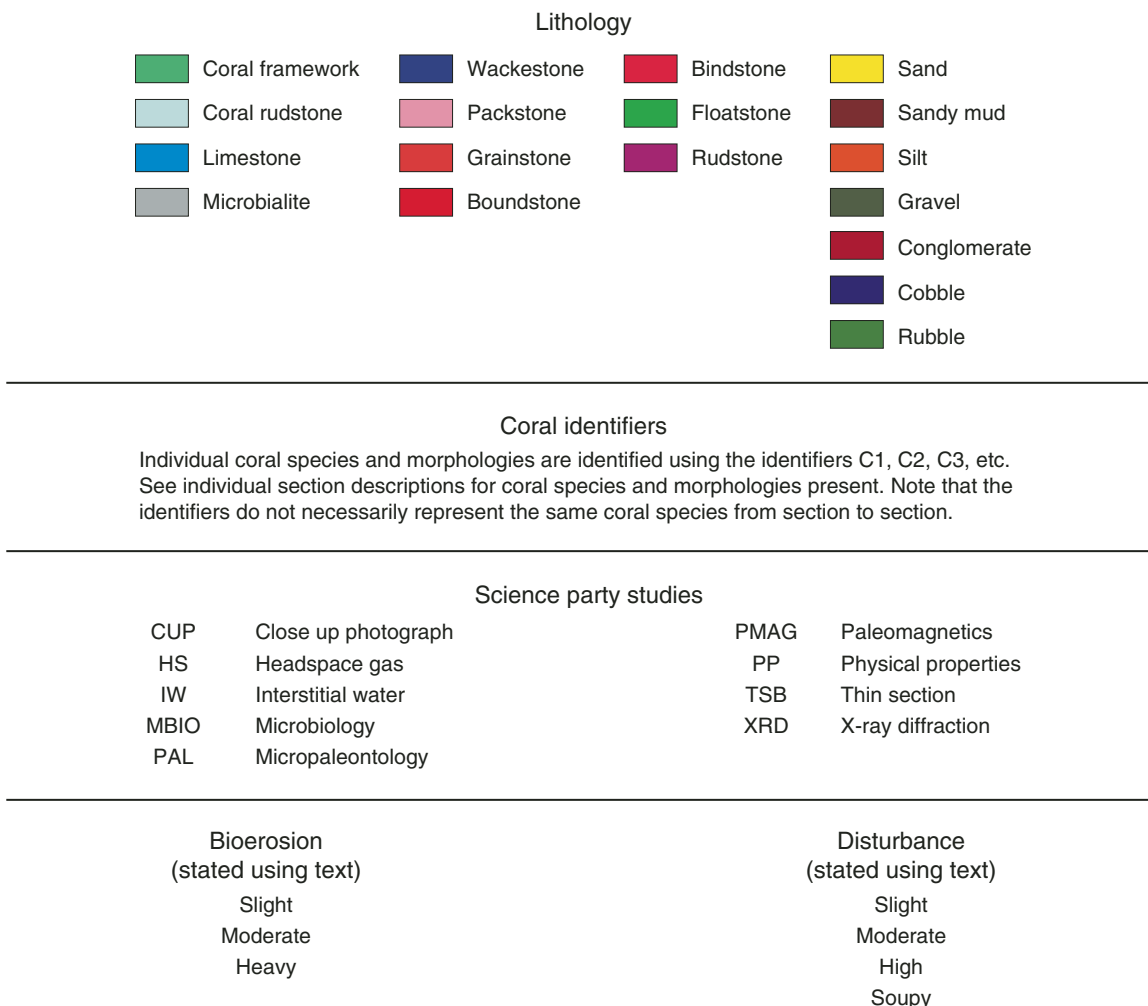 Lithology
Coral framework
Wackestone
Bindstone
Sand
Coral rudstone
Packstone
Floatstone
Sandy mud
Limestone
Grainstone
Rudstone
Silt
Microbialite
Boundstone
Gravel
Conglomerate
Cobble
Rubble
Coral identifiers
Individual coral species and morphologies are identified using the identifiers C1, C2, C3, etc.
See individual section descriptions for coral species and morphologies present. Note that the
identifiers do not necessarily represent the same coral species from section to section.
Science party studies
CUP Close up photograph
HS Headspace gas
IW Interstitial water
MBIO Microbiology
PAL Micropaleontology
PMAG Paleomagnetics
PP Physical properties
TSB Thin section
XRD X-ray diffraction
Bioerosion
(stated using text)
Slight
Moderate
Heavy
Disturbance
(stated using text)
Slight
Moderate
High
Soupy